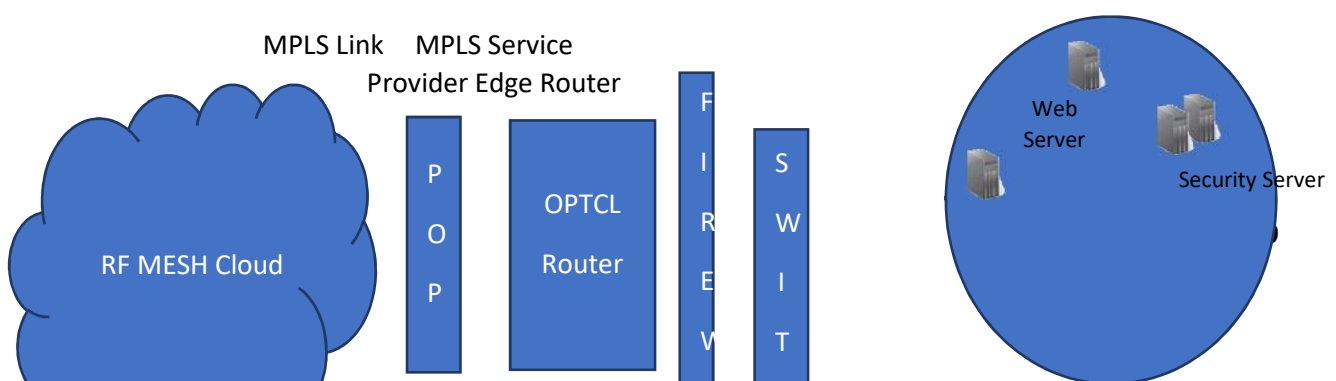 MPLS Link MPLS Service
Provider Edge Router
RF MESH Cloud
P
O
P
OPTCL
Router
F
I
R
E
W
S
W
I
T
Web
Server
Security Server